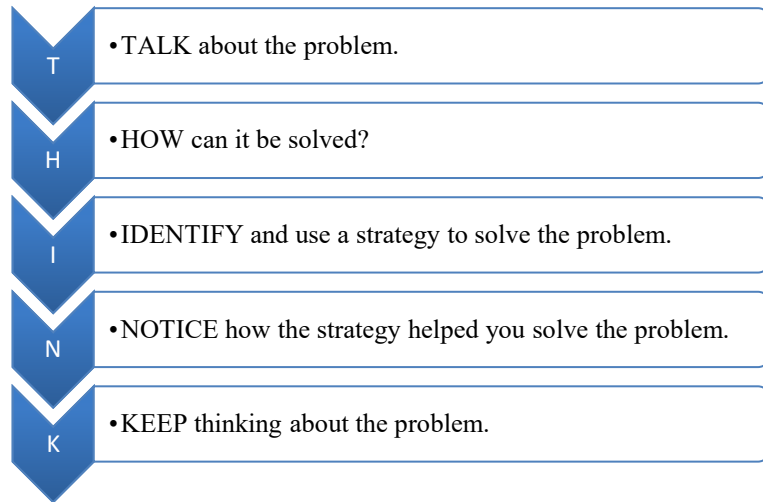 T
•TALK about the problem.
H
•HOW can it be solved?
I
•IDENTIFY and use a strategy to solve the problem.
N
•NOTICE how the strategy helped you solve the problem.
K
•KEEP thinking about the problem.